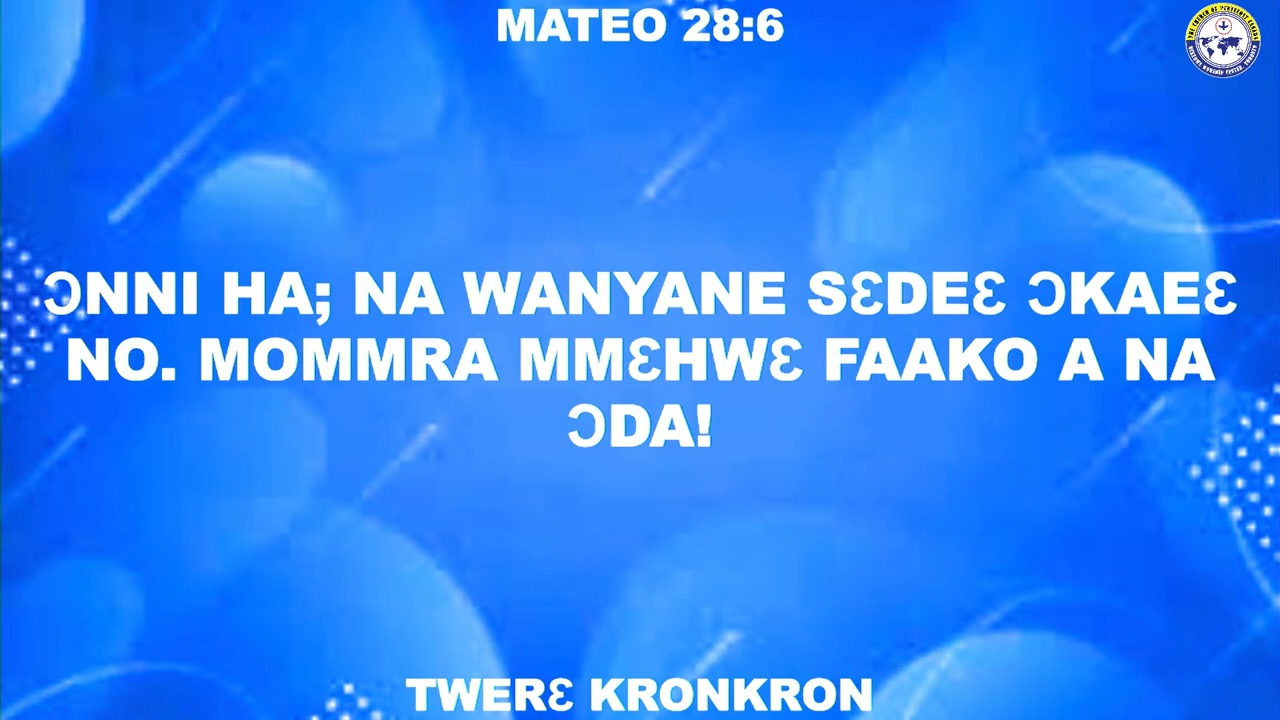 MATEO 28:6
ƆNNI HA; NA WANYANE SƐDEƐ ƆKAEƐ
NO. MOMMRA MMƐHWƐ FAAKO A NA
ƆDA!
TWERƐ KRONKRON